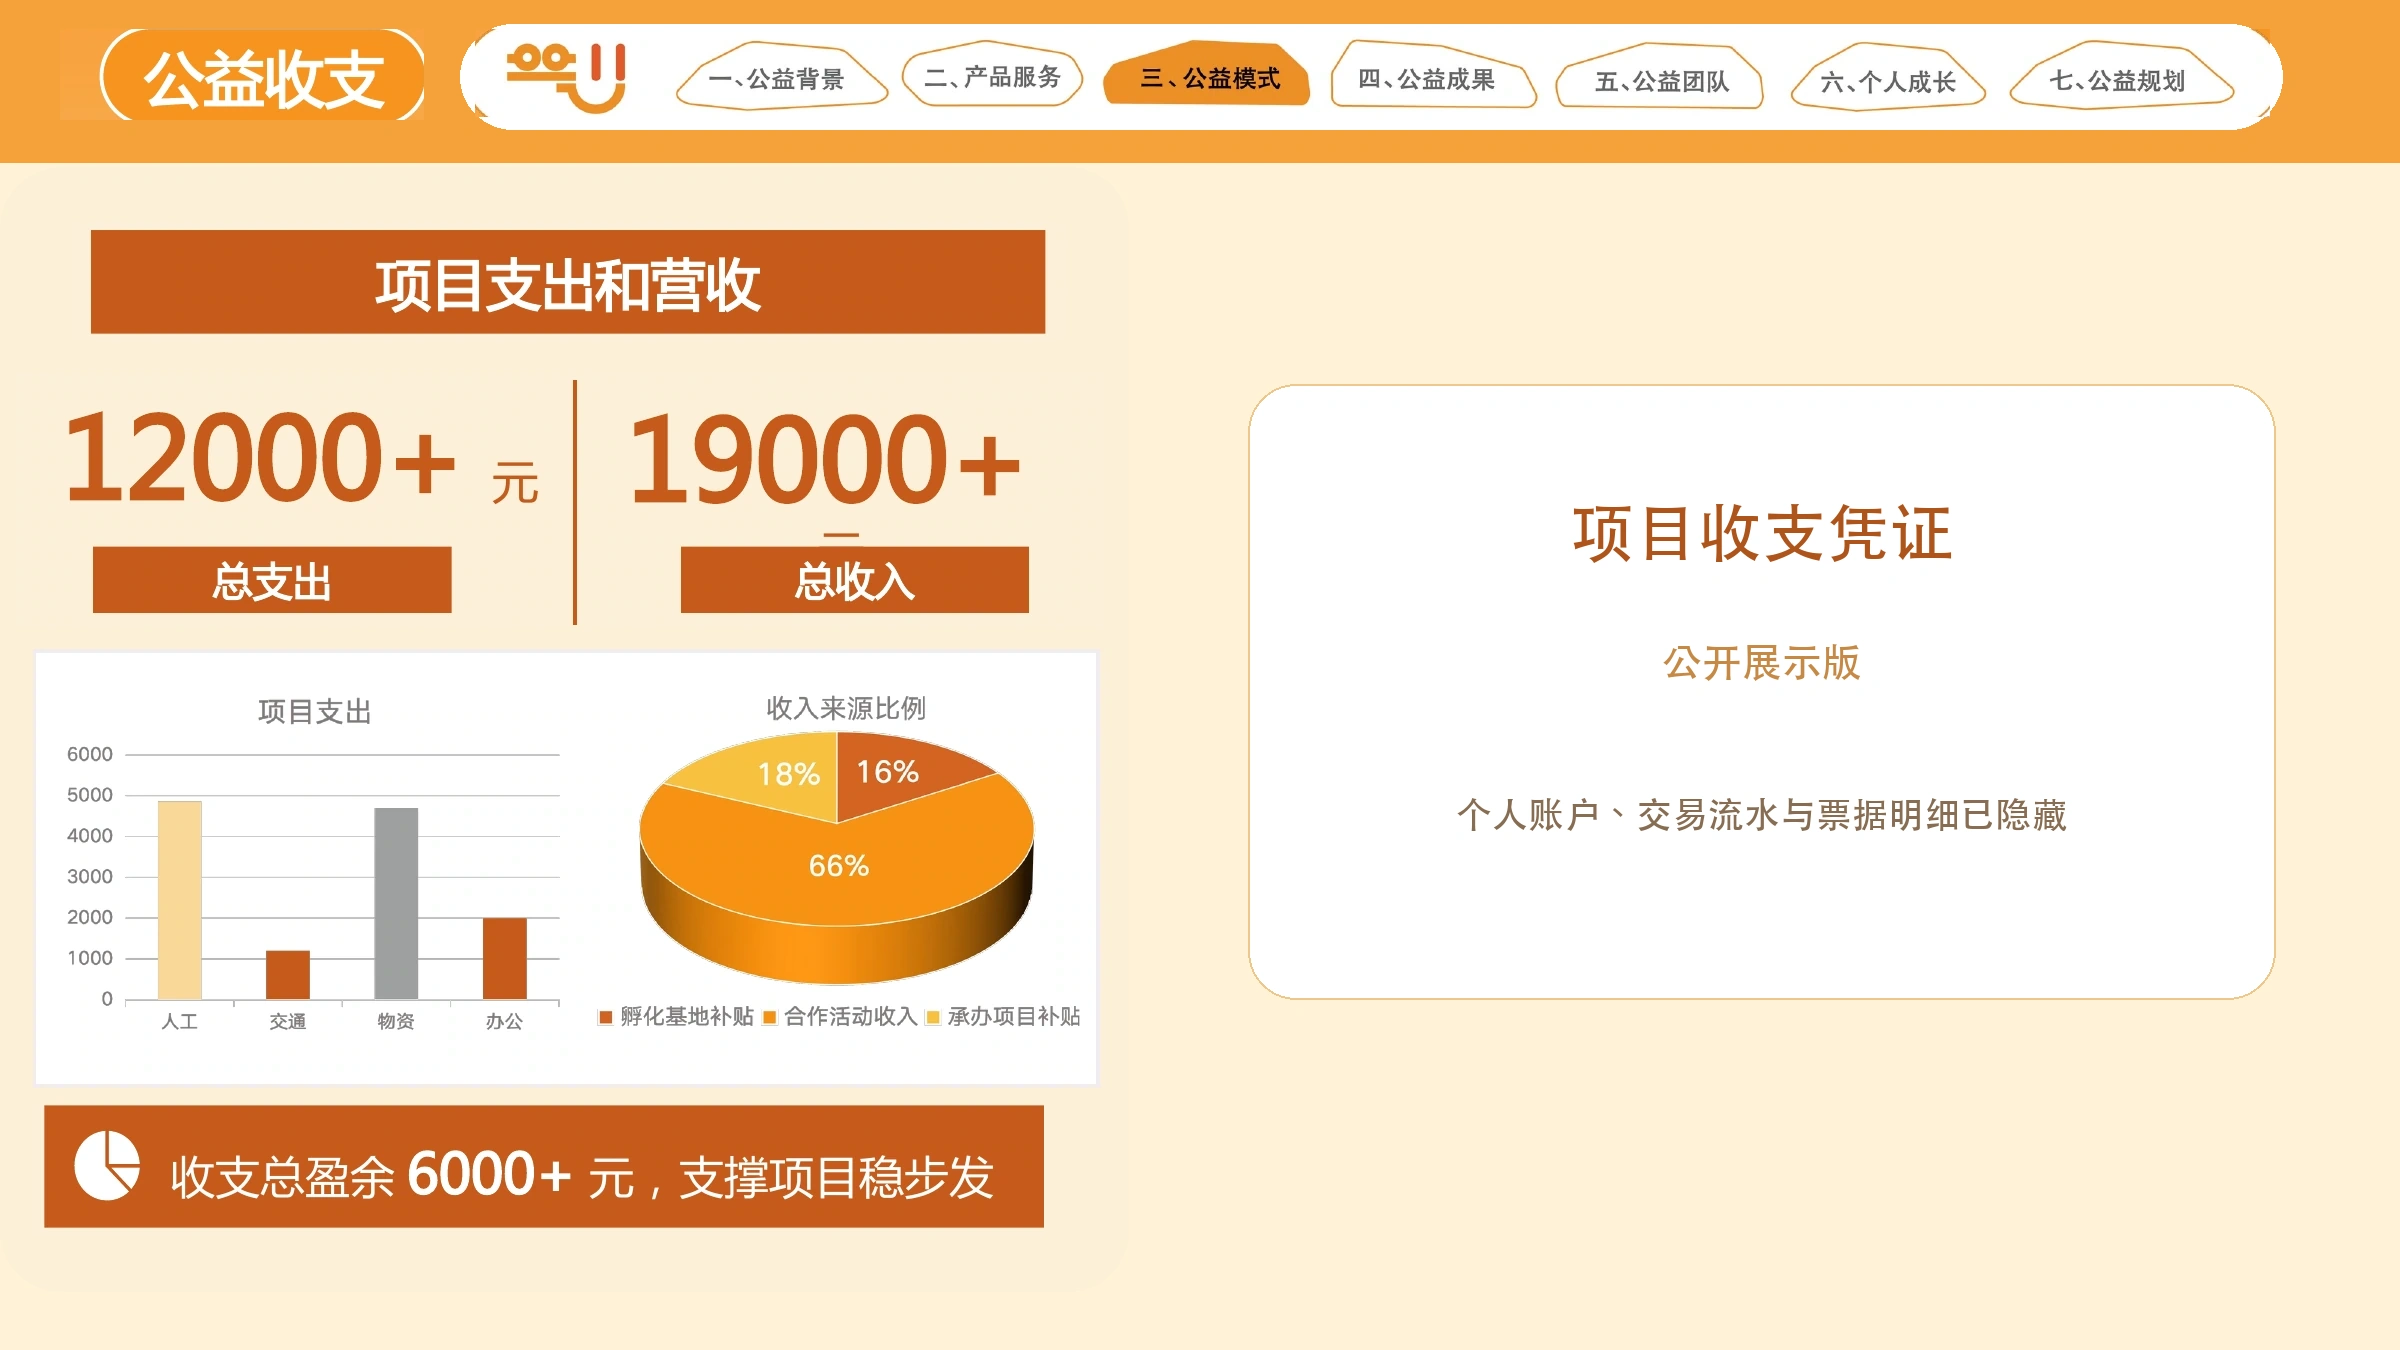 公益收支
一、公益背景
二、产品服务
三、公益模式
四、公益成果
五、公益团队
六、个人成长
七、公益规划
项目支出和营收
12000+ 元
总支出
19000+
总收入
项目支出
6000
5000
4000
3000
2000
1000
0
人工 交通 物资 办公
收入来源比例
18% 16%
66%
孵化基地补贴 合作活动收入 承办项目补贴
收支总盈余 6000+ 元，支撑项目稳步发
项目收支凭证
公开展示版
个人账户、交易流水与票据明细已隐藏